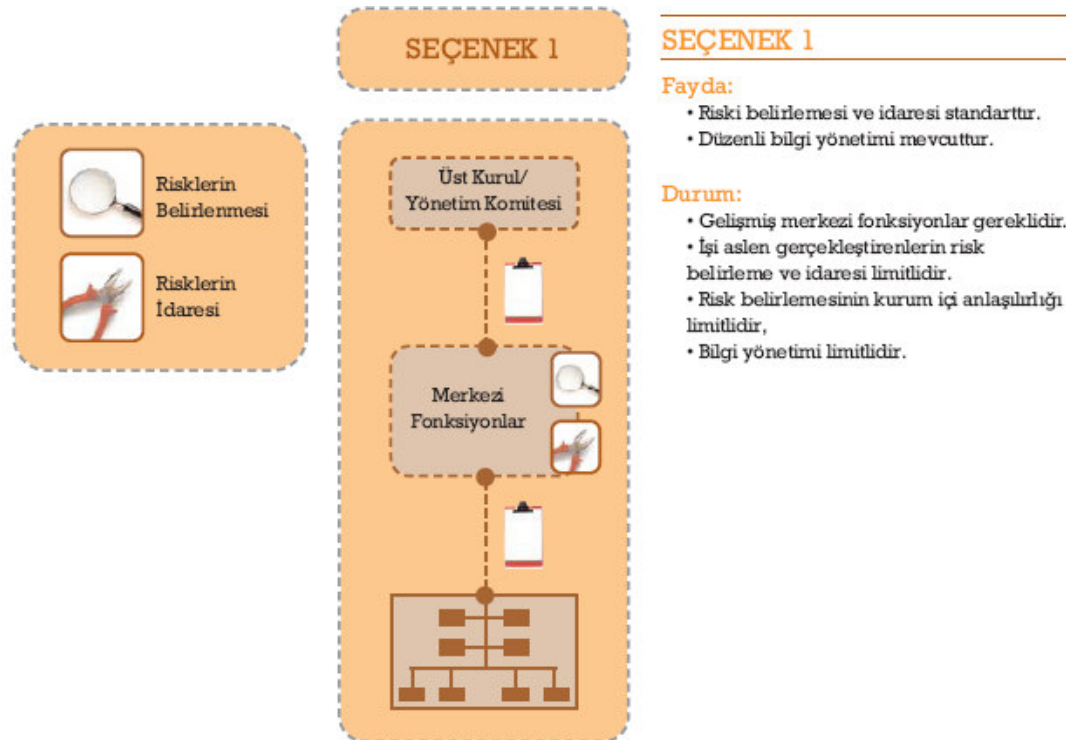 SEÇENEK 1
Risklerin
Belirlenmesi
Risklerin
İdaresi
Üst Kurul/
Yönetim Komitesi
Merkezi
Fonksiyonlar
SEÇENEK 1
Fayda:
• Riski belirlemesi ve idaresi standarttır.
• Düzenli bilgi yönetimi mevcuttur.
Durum:
• Gelişmiş merkezi fonksiyonlar gereklidir.
• İşi aslen gerçekleştirenlerin risk
belirleme ve idaresi limitlidir.
• Risk belirlemesinin kurum içi anlaşılırlığı
limitlidir,
• Bilgi yönetimi limitlidir.